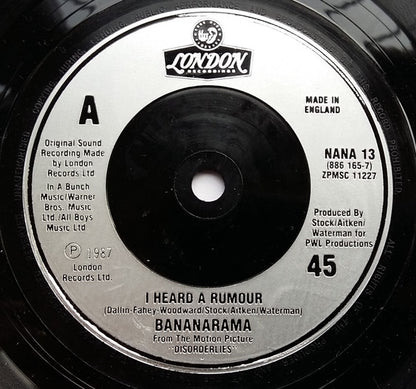 LONDON
RECORDINGS
A
MADE IN
ENGLAND
Original Sound
Recording Made
by London
Records Ltd
In a Bunch
Music/Warner
Bros. Music
Ltd/All Boys
Music Ltd
Ⓟ 1987
London
Records Ltd.
NANA 13
(886 165-7)
ZPMSC 11227
Produced By
Stock/Aitken/
Waterman for
PWL Productions
45
I HEARD A RUMOUR
(Dallin-Fahey-Woodward/Stock/Aitken/Waterman)
BANANARAMA
From The Motion Picture
"DISORDERLIES"